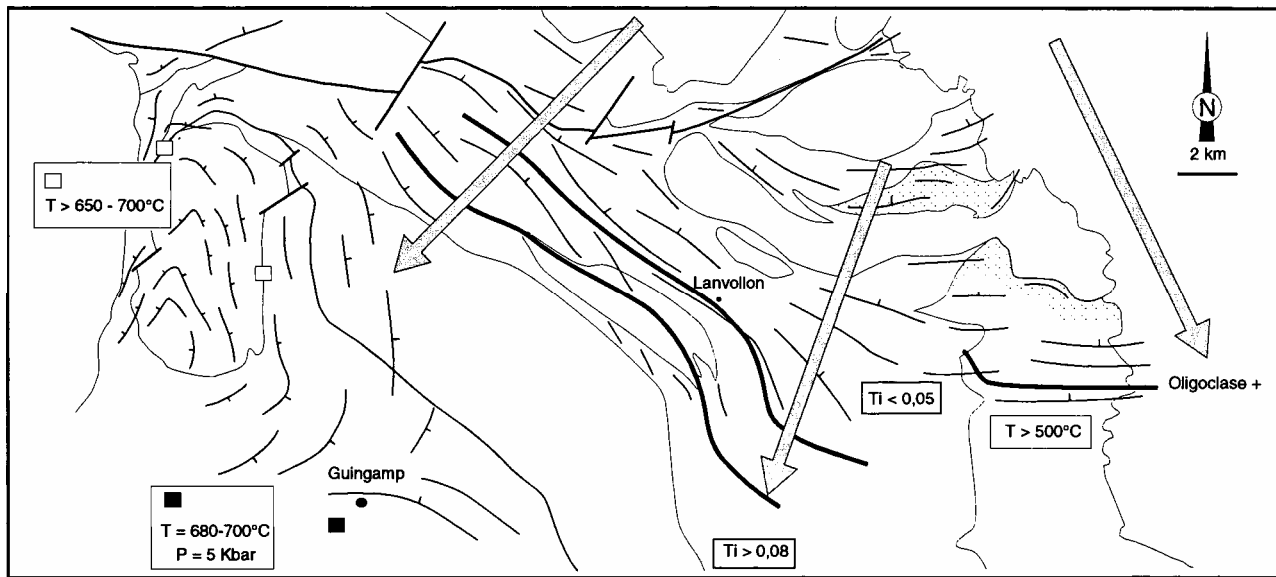 N
2 km
T > 650 - 700°C
Lanvollon
Oligoclase +
Ti < 0,05
T > 500°C
Guingamp
T = 680-700°C
P = 5 Kbar
Ti > 0,08